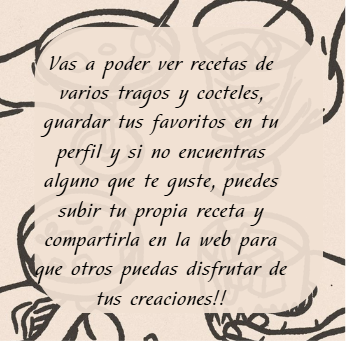 Vas a poder ver recetas de
varios tragos y cocteles,
guardar tus favoritos en tu
perfil y si no encuentras
alguno que te guste, puedes
subir tu propia receta y
compartirla en la web para
que otros puedas disfrutar de
tus creaciones!!